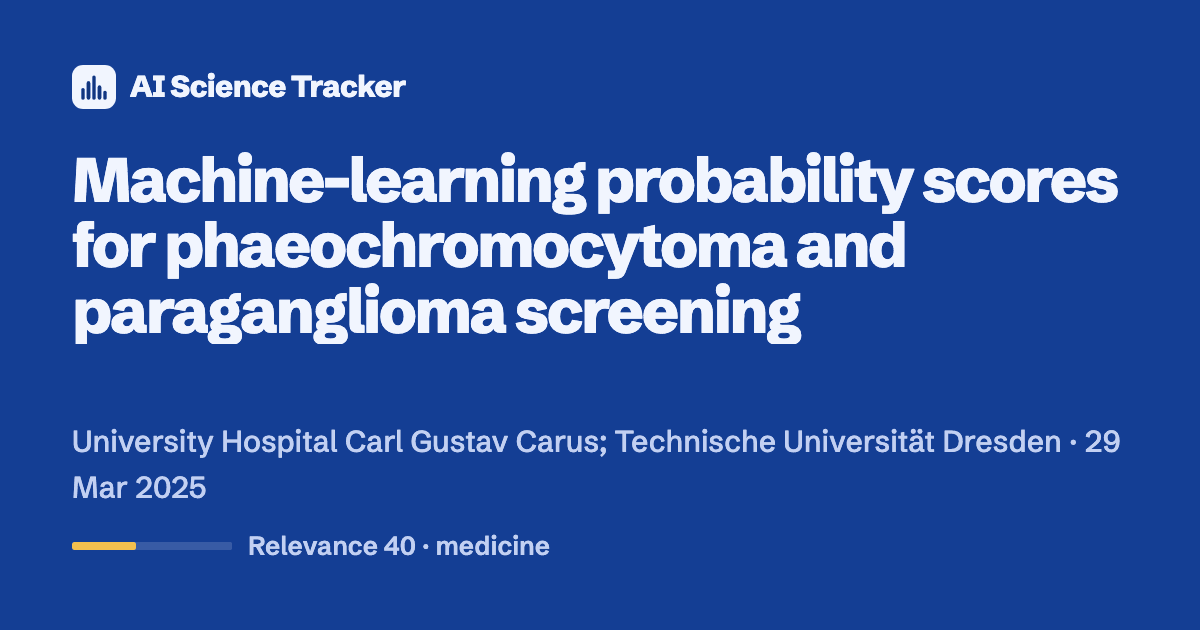 AI Science Tracker
Machine-learning probability scores
for phaeochromocytoma and
paraganglioma screening
University Hospital Carl Gustav Carus; Technische Universität Dresden · 29
Mar 2025
Relevance 40 · medicine